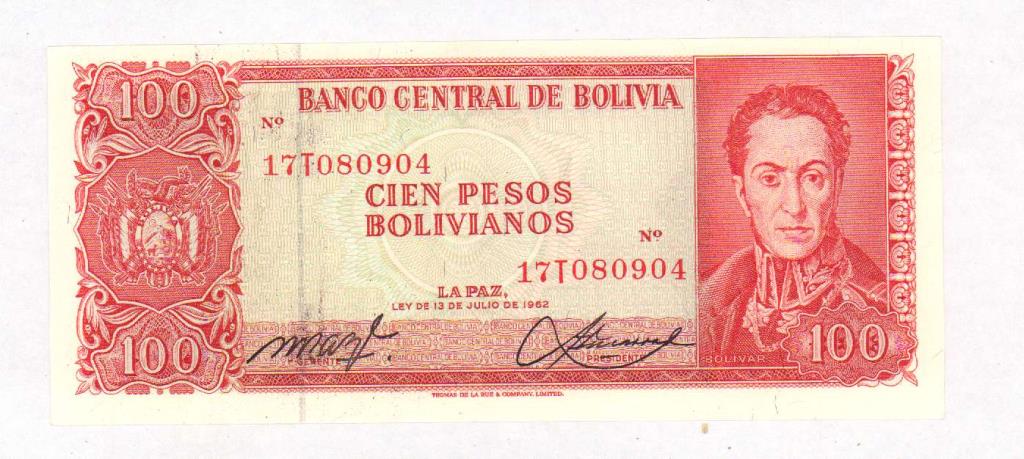 100
100
BANCO CENTRAL DE BOLIVIA
Nº
17T080904
CIEN PESOS
BOLIVIANOS
Nº
17T080904
LA PAZ,
LEY DE 13 DE JULIO DE 1962
PRESIDENTE
BOLIVAR
100
THOMAS DE LA RUE & COMPANY, LIMITED.